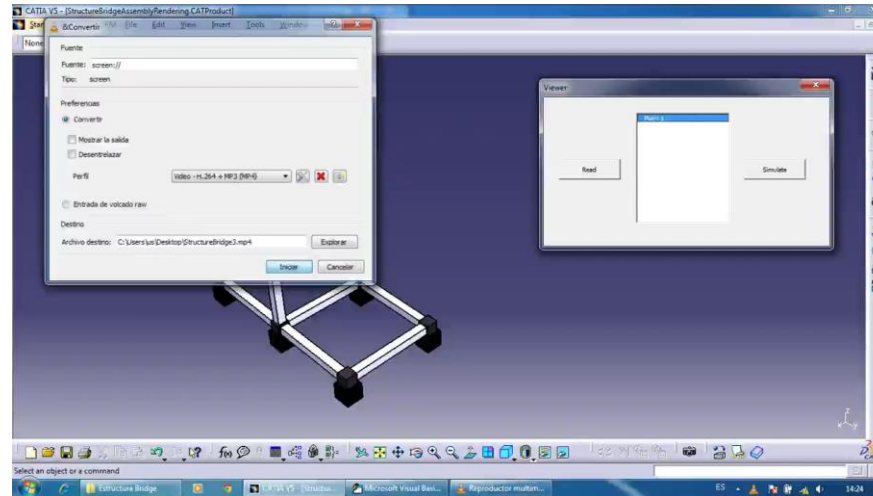 CATIA V5 - [StructureBridgeAssemblyRendering.CATProduct]
&Convertir
File Edit View Insert Tools Window
None
Fuente
Fuente: screen://
Tipo: screen
Preferencias
Convertir
Mostrar la salida
Desentrelazar
Perfil
Video - H.264 + MP3 (MP4)
Entrada de volcado raw
Destino
Archivo destino: C:\Users\us\Desktop\StructureBridge3.mp4 Explorar
Iniciar Cancelar
Viewer
Read
Simulate
f(x)
Select an object or a command
Estructura Bridge
Microsoft Visual Basi...
Reproductor multim...
ES
14:24